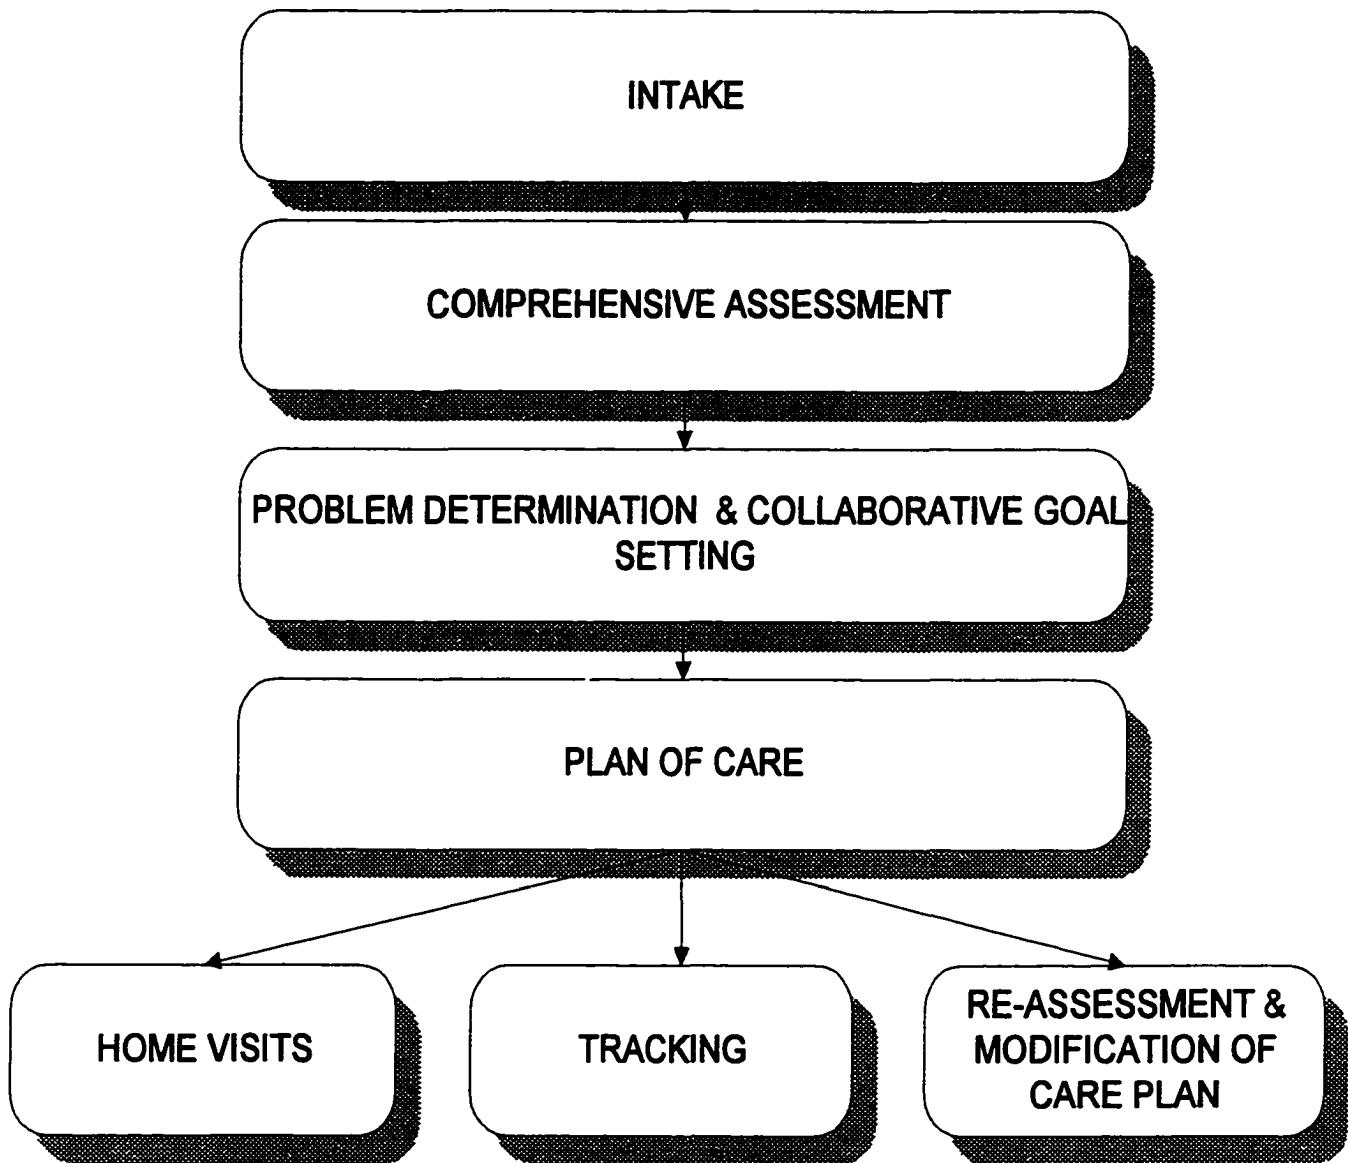 INTAKE
COMPREHENSIVE ASSESSMENT
PROBLEM DETERMINATION & COLLABORATIVE GOAL
SETTING
PLAN OF CARE
HOME VISITS
TRACKING
RE-ASSESSMENT &
MODIFICATION OF
CARE PLAN